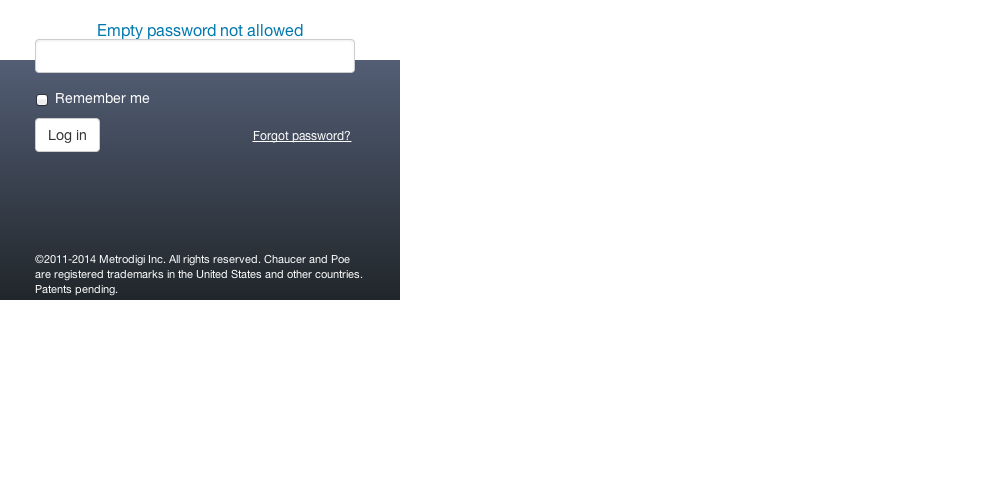 Empty password not allowed
Remember me
Log in
Forgot password?
©2011-2014 Metrodigi Inc. All rights reserved. Chaucer and Poe
are registered trademarks in the United States and other countries.
Patents pending.